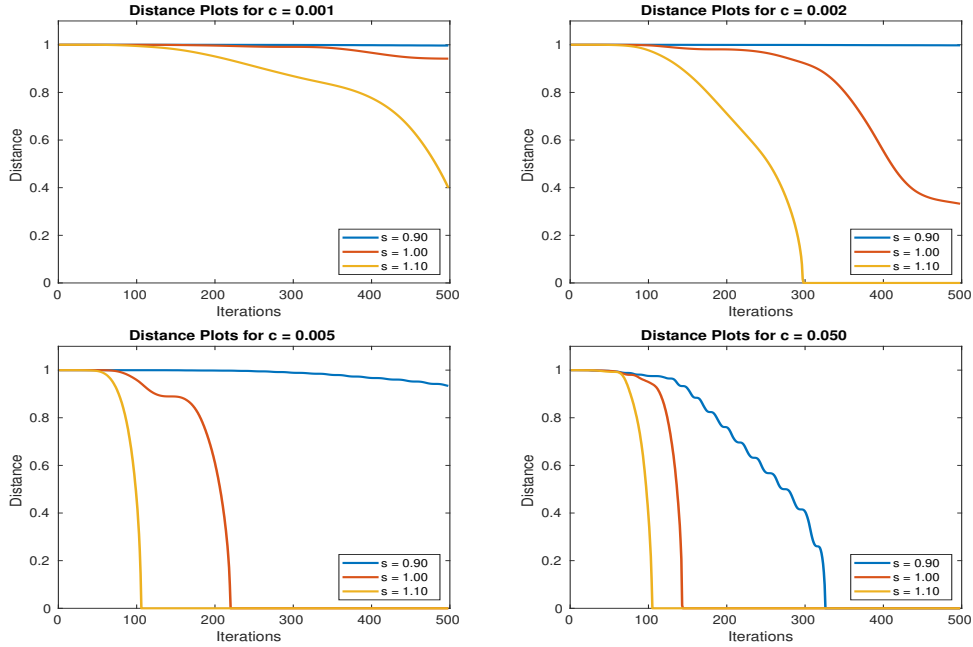 Distance Plots for c = 0.001
Distance
1
0.8
0.6
0.4
0.2
0
0 100 200 300 400 500
Iterations
s = 0.90
s = 1.00
s = 1.10
Distance Plots for c = 0.002
Distance
1
0.8
0.6
0.4
0.2
0
0 100 200 300 400 500
Iterations
s = 0.90
s = 1.00
s = 1.10
Distance Plots for c = 0.005
Distance
1
0.8
0.6
0.4
0.2
0
0 100 200 300 400 500
Iterations
s = 0.90
s = 1.00
s = 1.10
Distance Plots for c = 0.050
Distance
1
0.8
0.6
0.4
0.2
0
0 100 200 300 400 500
Iterations
s = 0.90
s = 1.00
s = 1.10